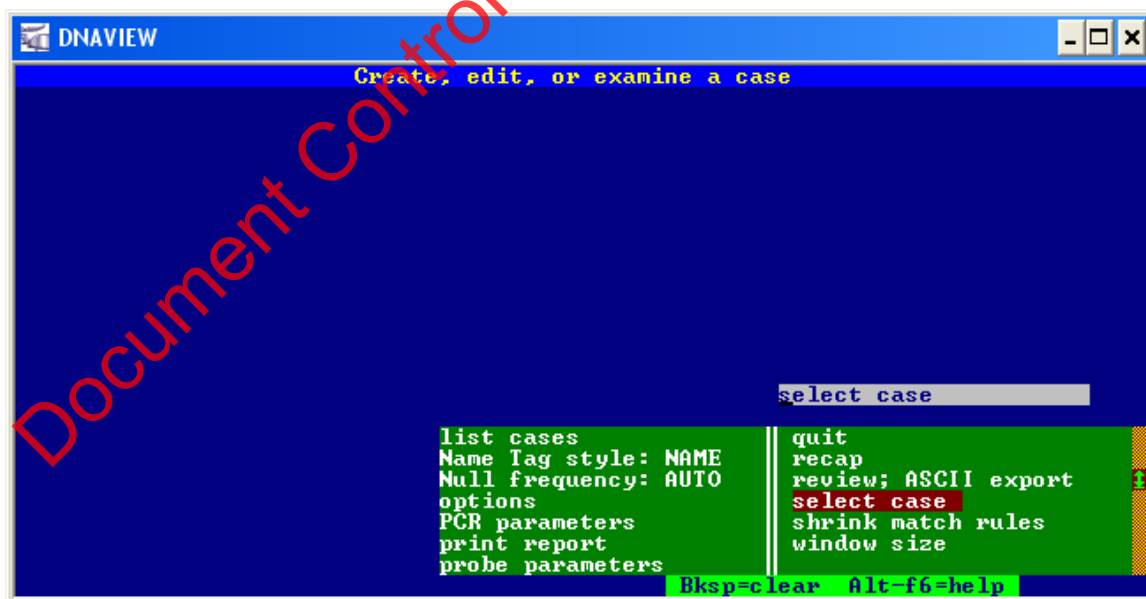 DNAVIEW
Create, edit, or examine a case
Document Control
select case
list cases
Name Tag style: NAME
Null frequency: AUTO
options
PCR parameters
print report
probe parameters
quit
recap
review; ASCII export
select case
shrink match rules
window size
Bksp=clear Alt-f6=help